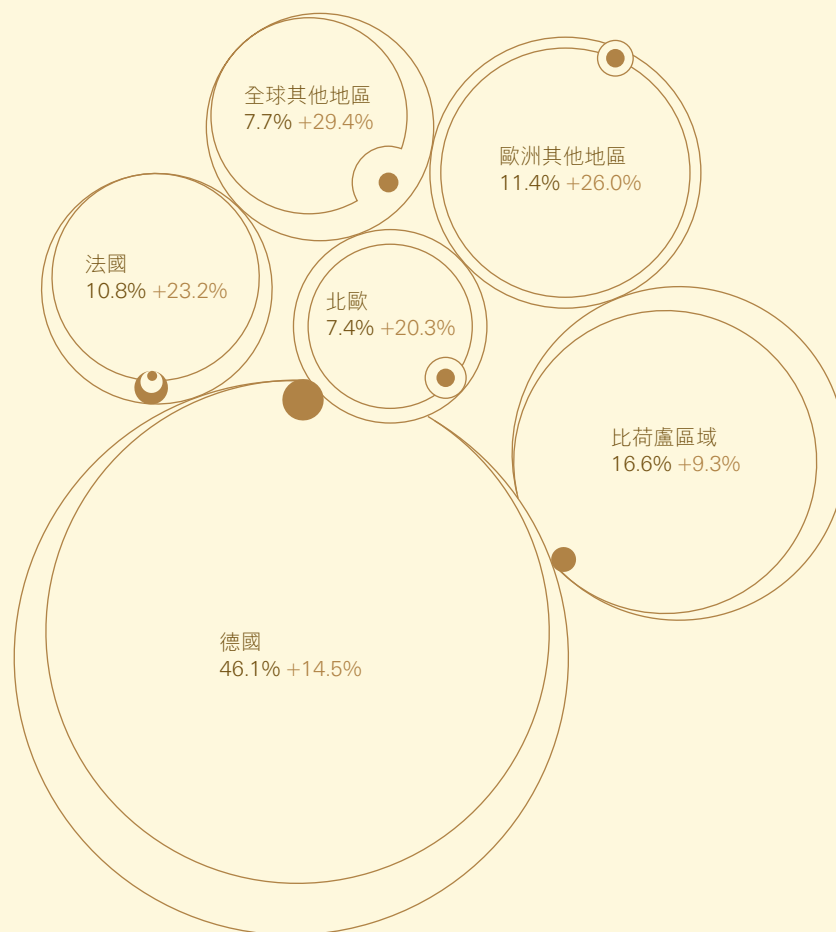 全球其他地區
7.7% +29.4%
歐洲其他地區
11.4% +26.0%
法國
10.8% +23.2%
北歐
7.4% +20.3%
比荷盧區域
16.6% +9.3%
德國
46.1% +14.5%